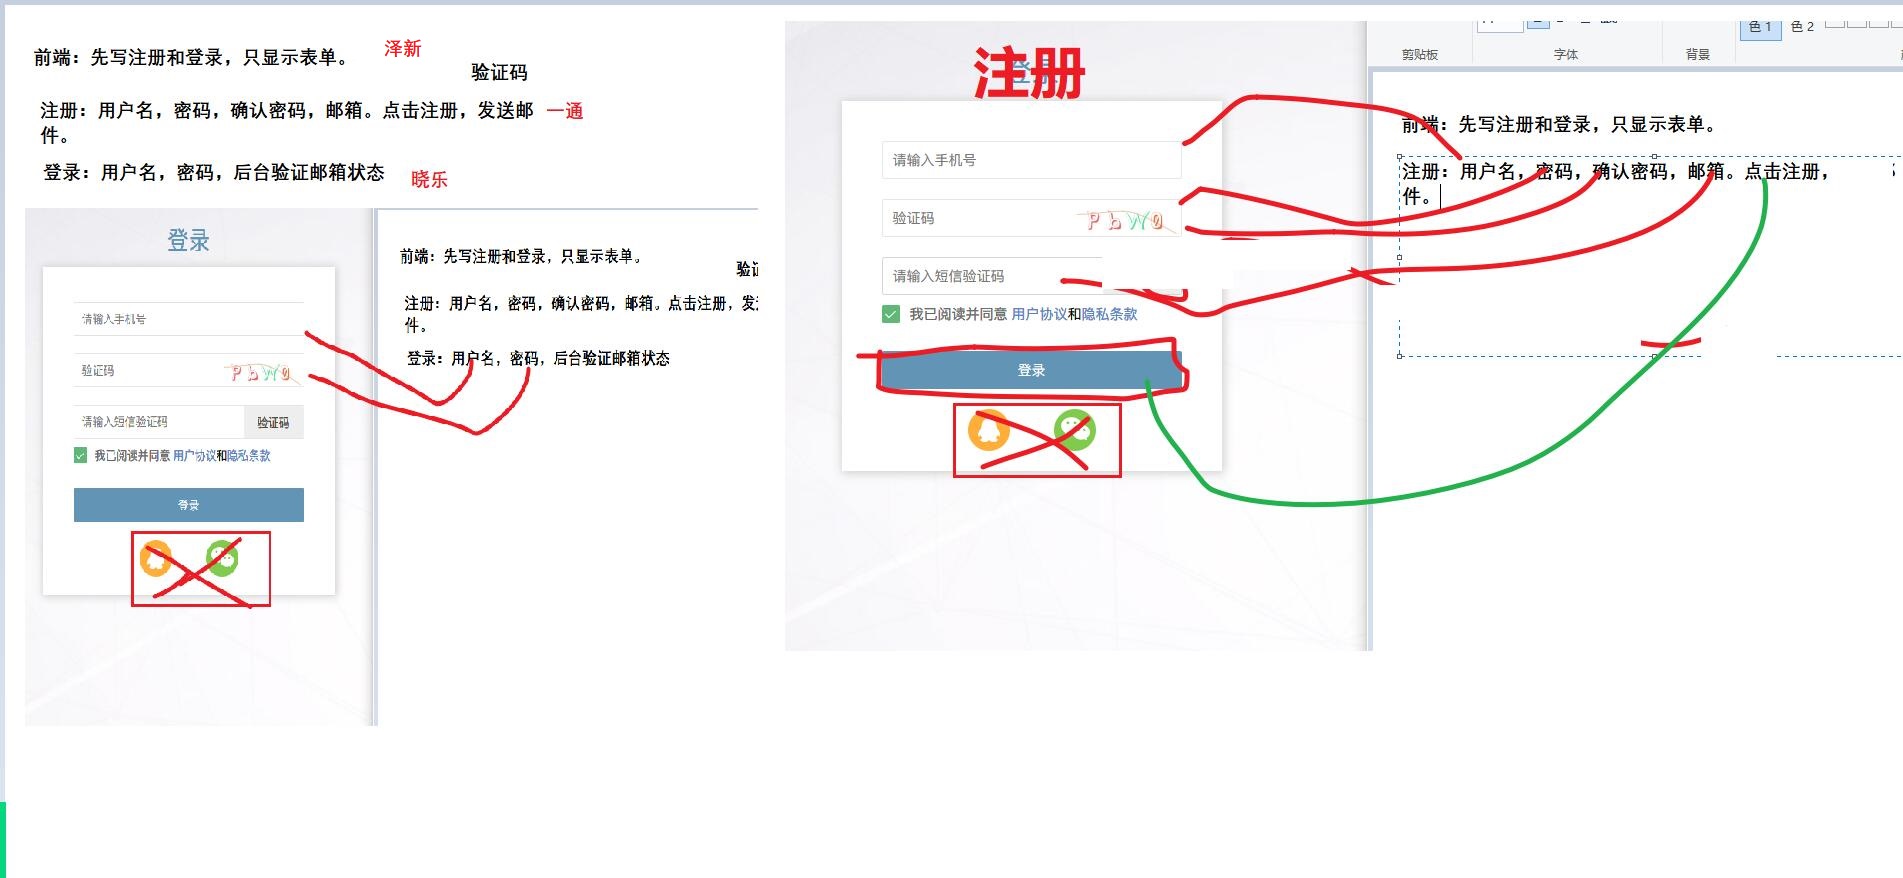 前端：先写注册和登录，只显示表单。 泽新
验证码
注册：用户名，密码，确认密码，邮箱。点击注册，发送邮 一通
件。
登录：用户名，密码，后台验证邮箱状态 晓乐
登录
请输入手机号
验证码 PbW0
请输入短信验证码 验证码
我已阅读并同意 用户协议和隐私条款
登录
前端：先写注册和登录，只显示表单。
验证
注册：用户名，密码，确认密码，邮箱。点击注册，发
件。
登录：用户名，密码，后台验证邮箱状态
注册
请输入手机号
验证码 PbW0
请输入短信验证码
我已阅读并同意 用户协议和隐私条款
登录
色 1 色 2
剪贴板 字体 背景
前端：先写注册和登录，只显示表单。
注册：用户名，密码，确认密码，邮箱。点击注册，
件。